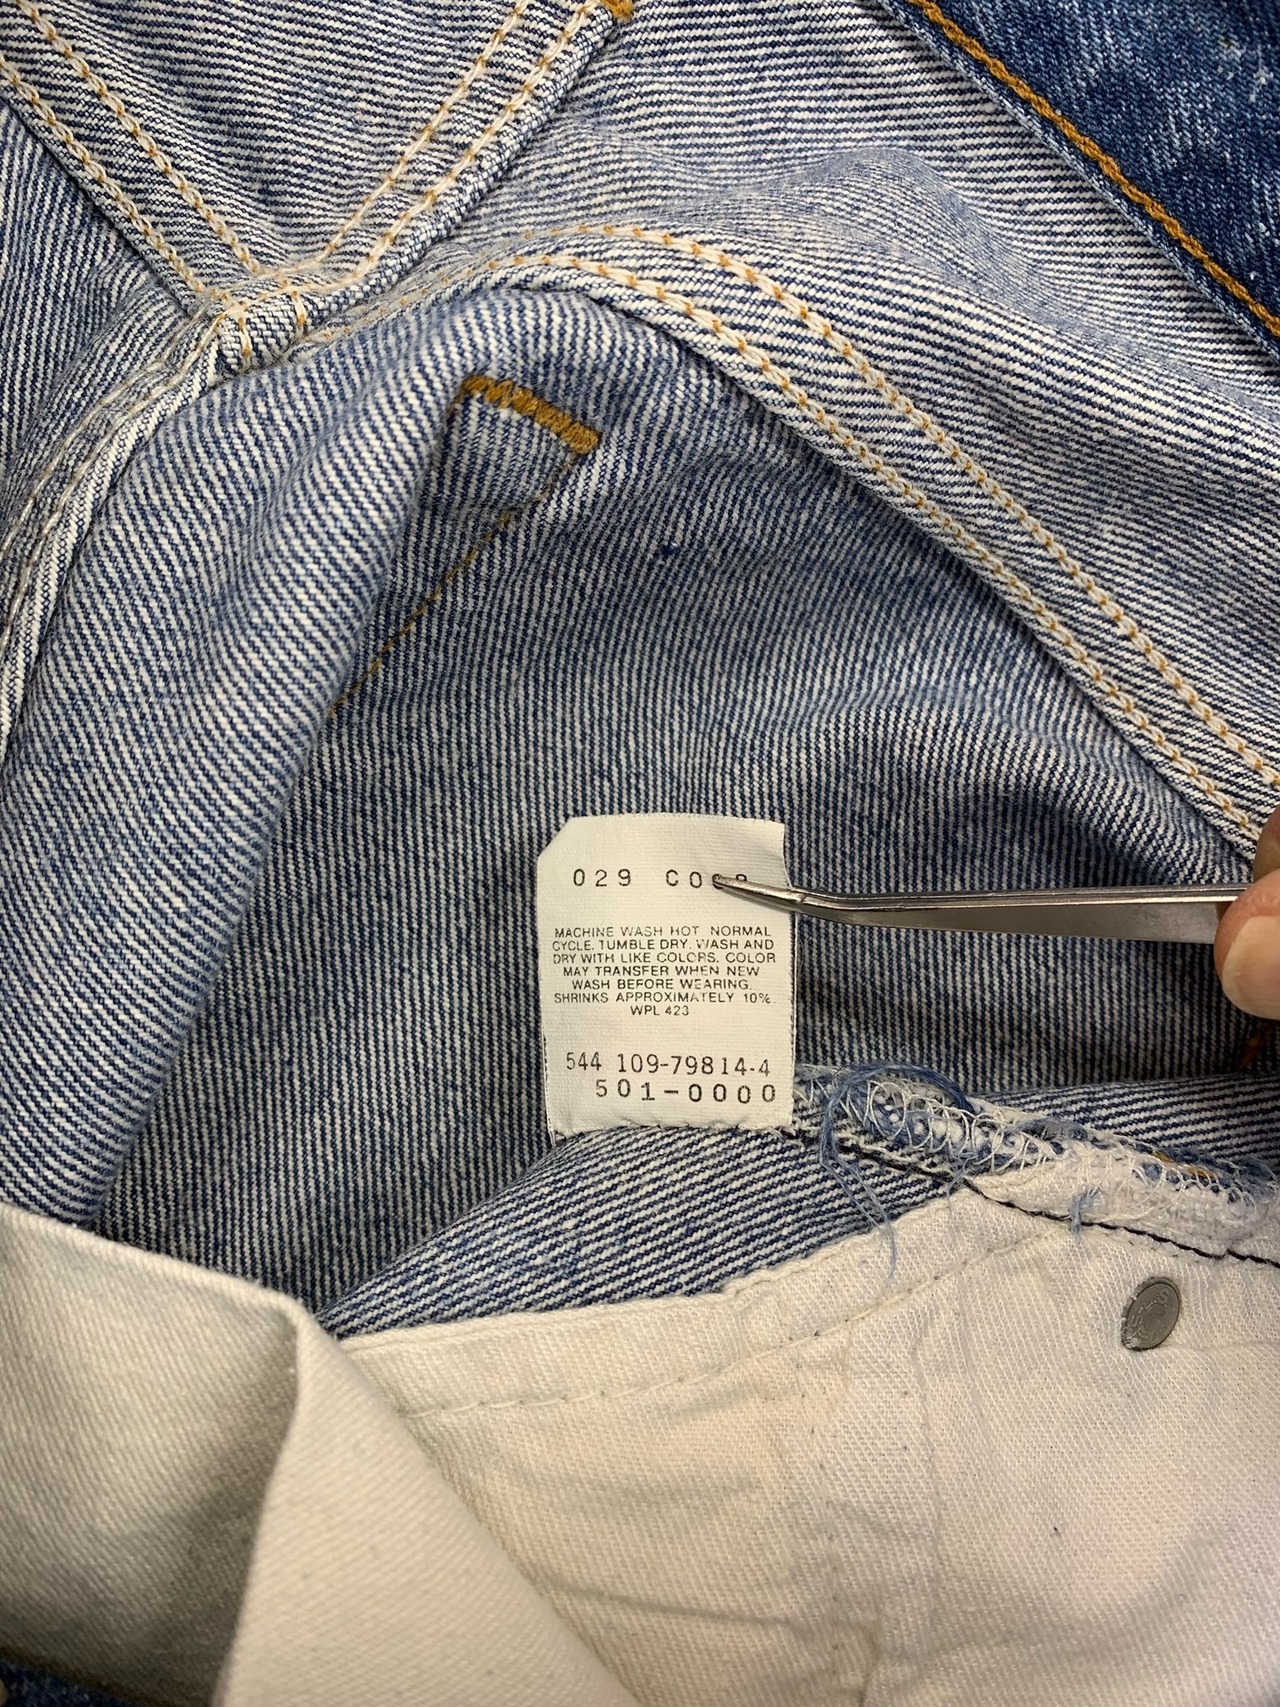 029
MACHINE WASH HOT NORMAL
CYCLE. TUMBLE DRY. WASH AND
DRY WITH LIKE COLORS. COLOR
MAY TRANSFER WHEN NEW
WASH BEFORE WEARING.
SHRINKS APPROXIMATELY 10%
WPL 423
544 109-79814-4
501-0000